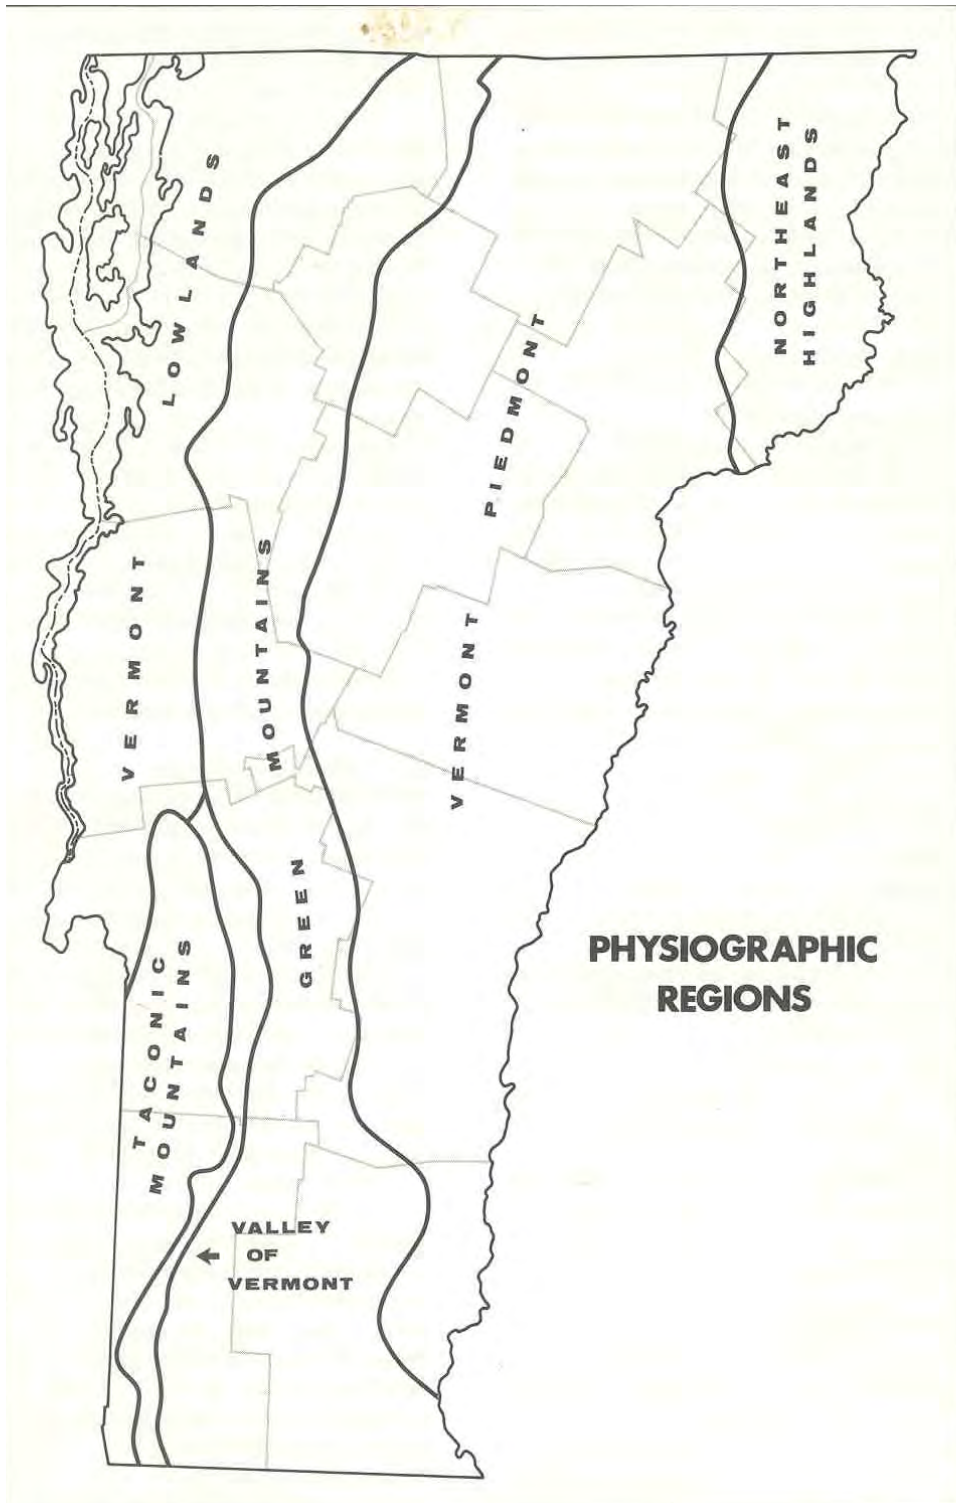 VERMONT LOWLANDS
GREEN MOUNTAINS
VERMONT PIEDMONT
NORTHEAST
HIGHLANDS
TACONIC
MOUNTAINS
VALLEY
OF
VERMONT
PHYSIOGRAPHIC
REGIONS